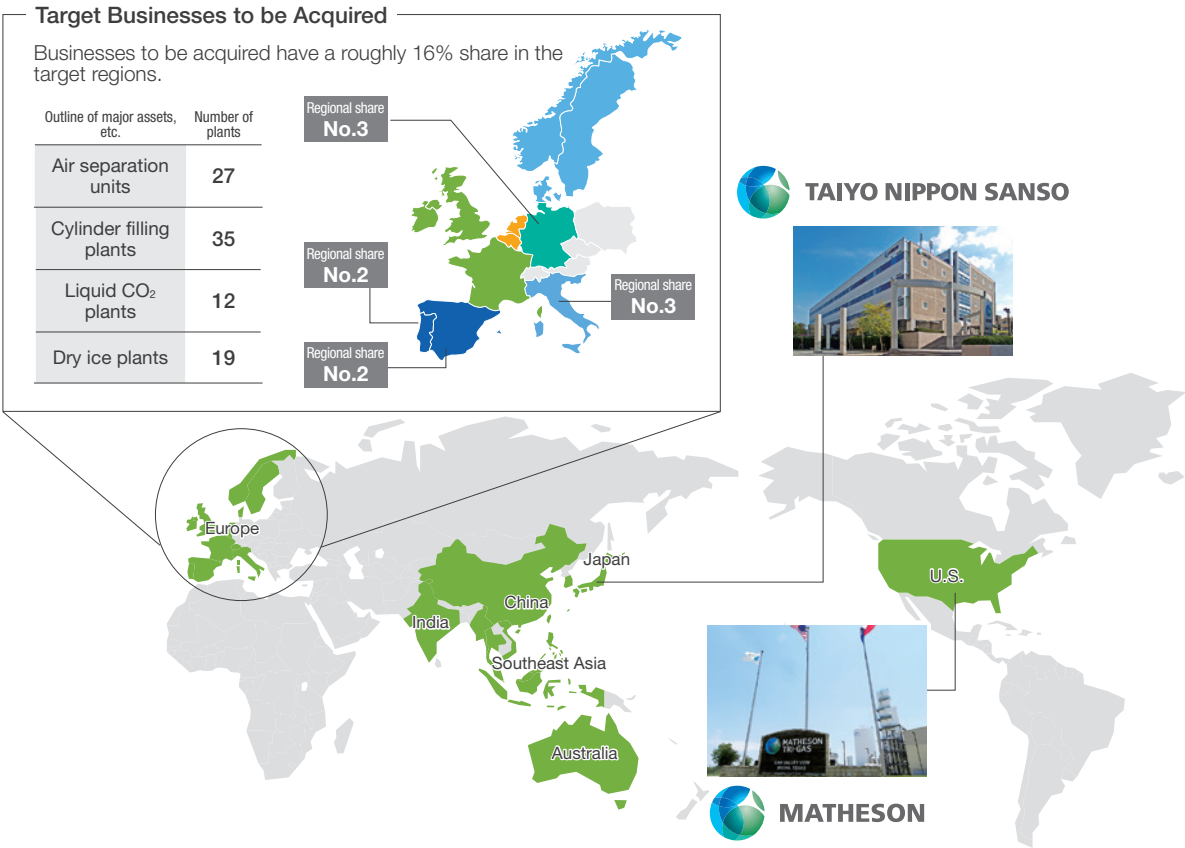 Target Businesses to be Acquired
Businesses to be acquired have a roughly 16% share in the
target regions.
Outline of major assets,
etc.
Number of
plants
Air separation
units
27
Cylinder filling
plants
35
Liquid CO₂
plants
12
Dry ice plants
19
Regional share
No.3
Regional share
No.2
Regional share
No.3
Regional share
No.2
TAIYO NIPPON SANSO
Europe
Japan
China
India
Southeast Asia
Australia
U.S.
MATHESON
TRI•GAS
MATHESON